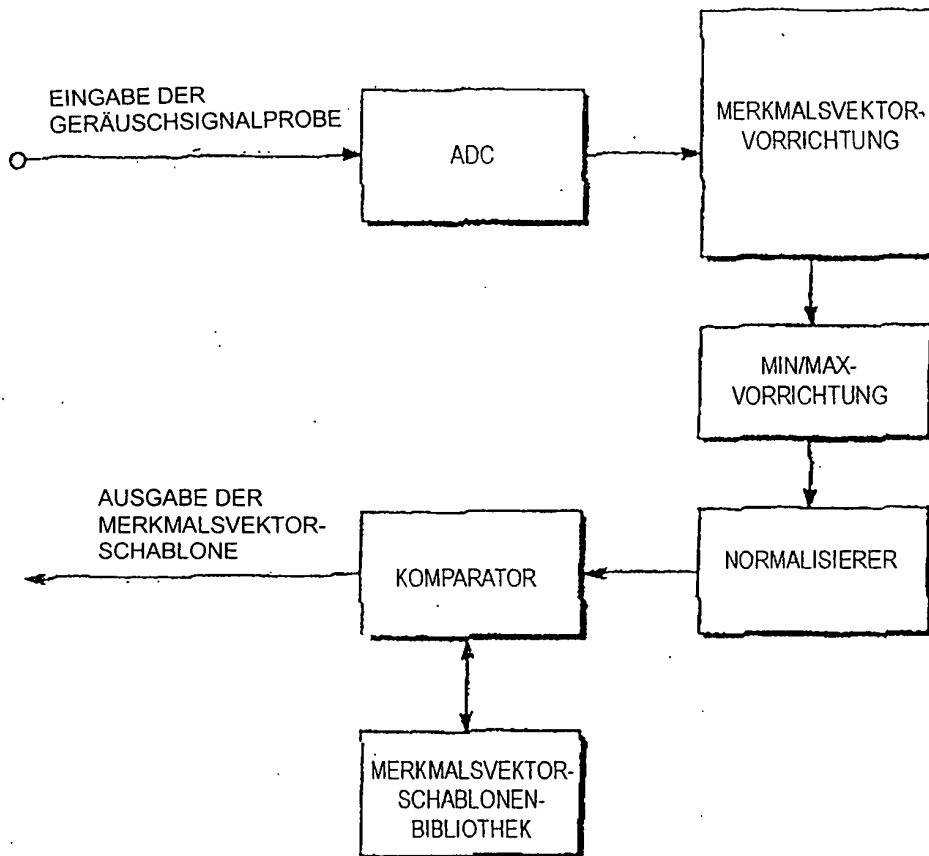 EINGABE DER
GERÄUSCHSIGNALPROBE
ADC
MERKMALSVEKTOR-
VORRICHTUNG
MIN/MAX-
VORRICHTUNG
NORMALISIERER
KOMPARATOR
AUSGABE DER
MERKMALSVEKTOR-
SCHABLONE
MERKMALSVEKTOR-
SCHABLONEN-
BIBLIOTHEK